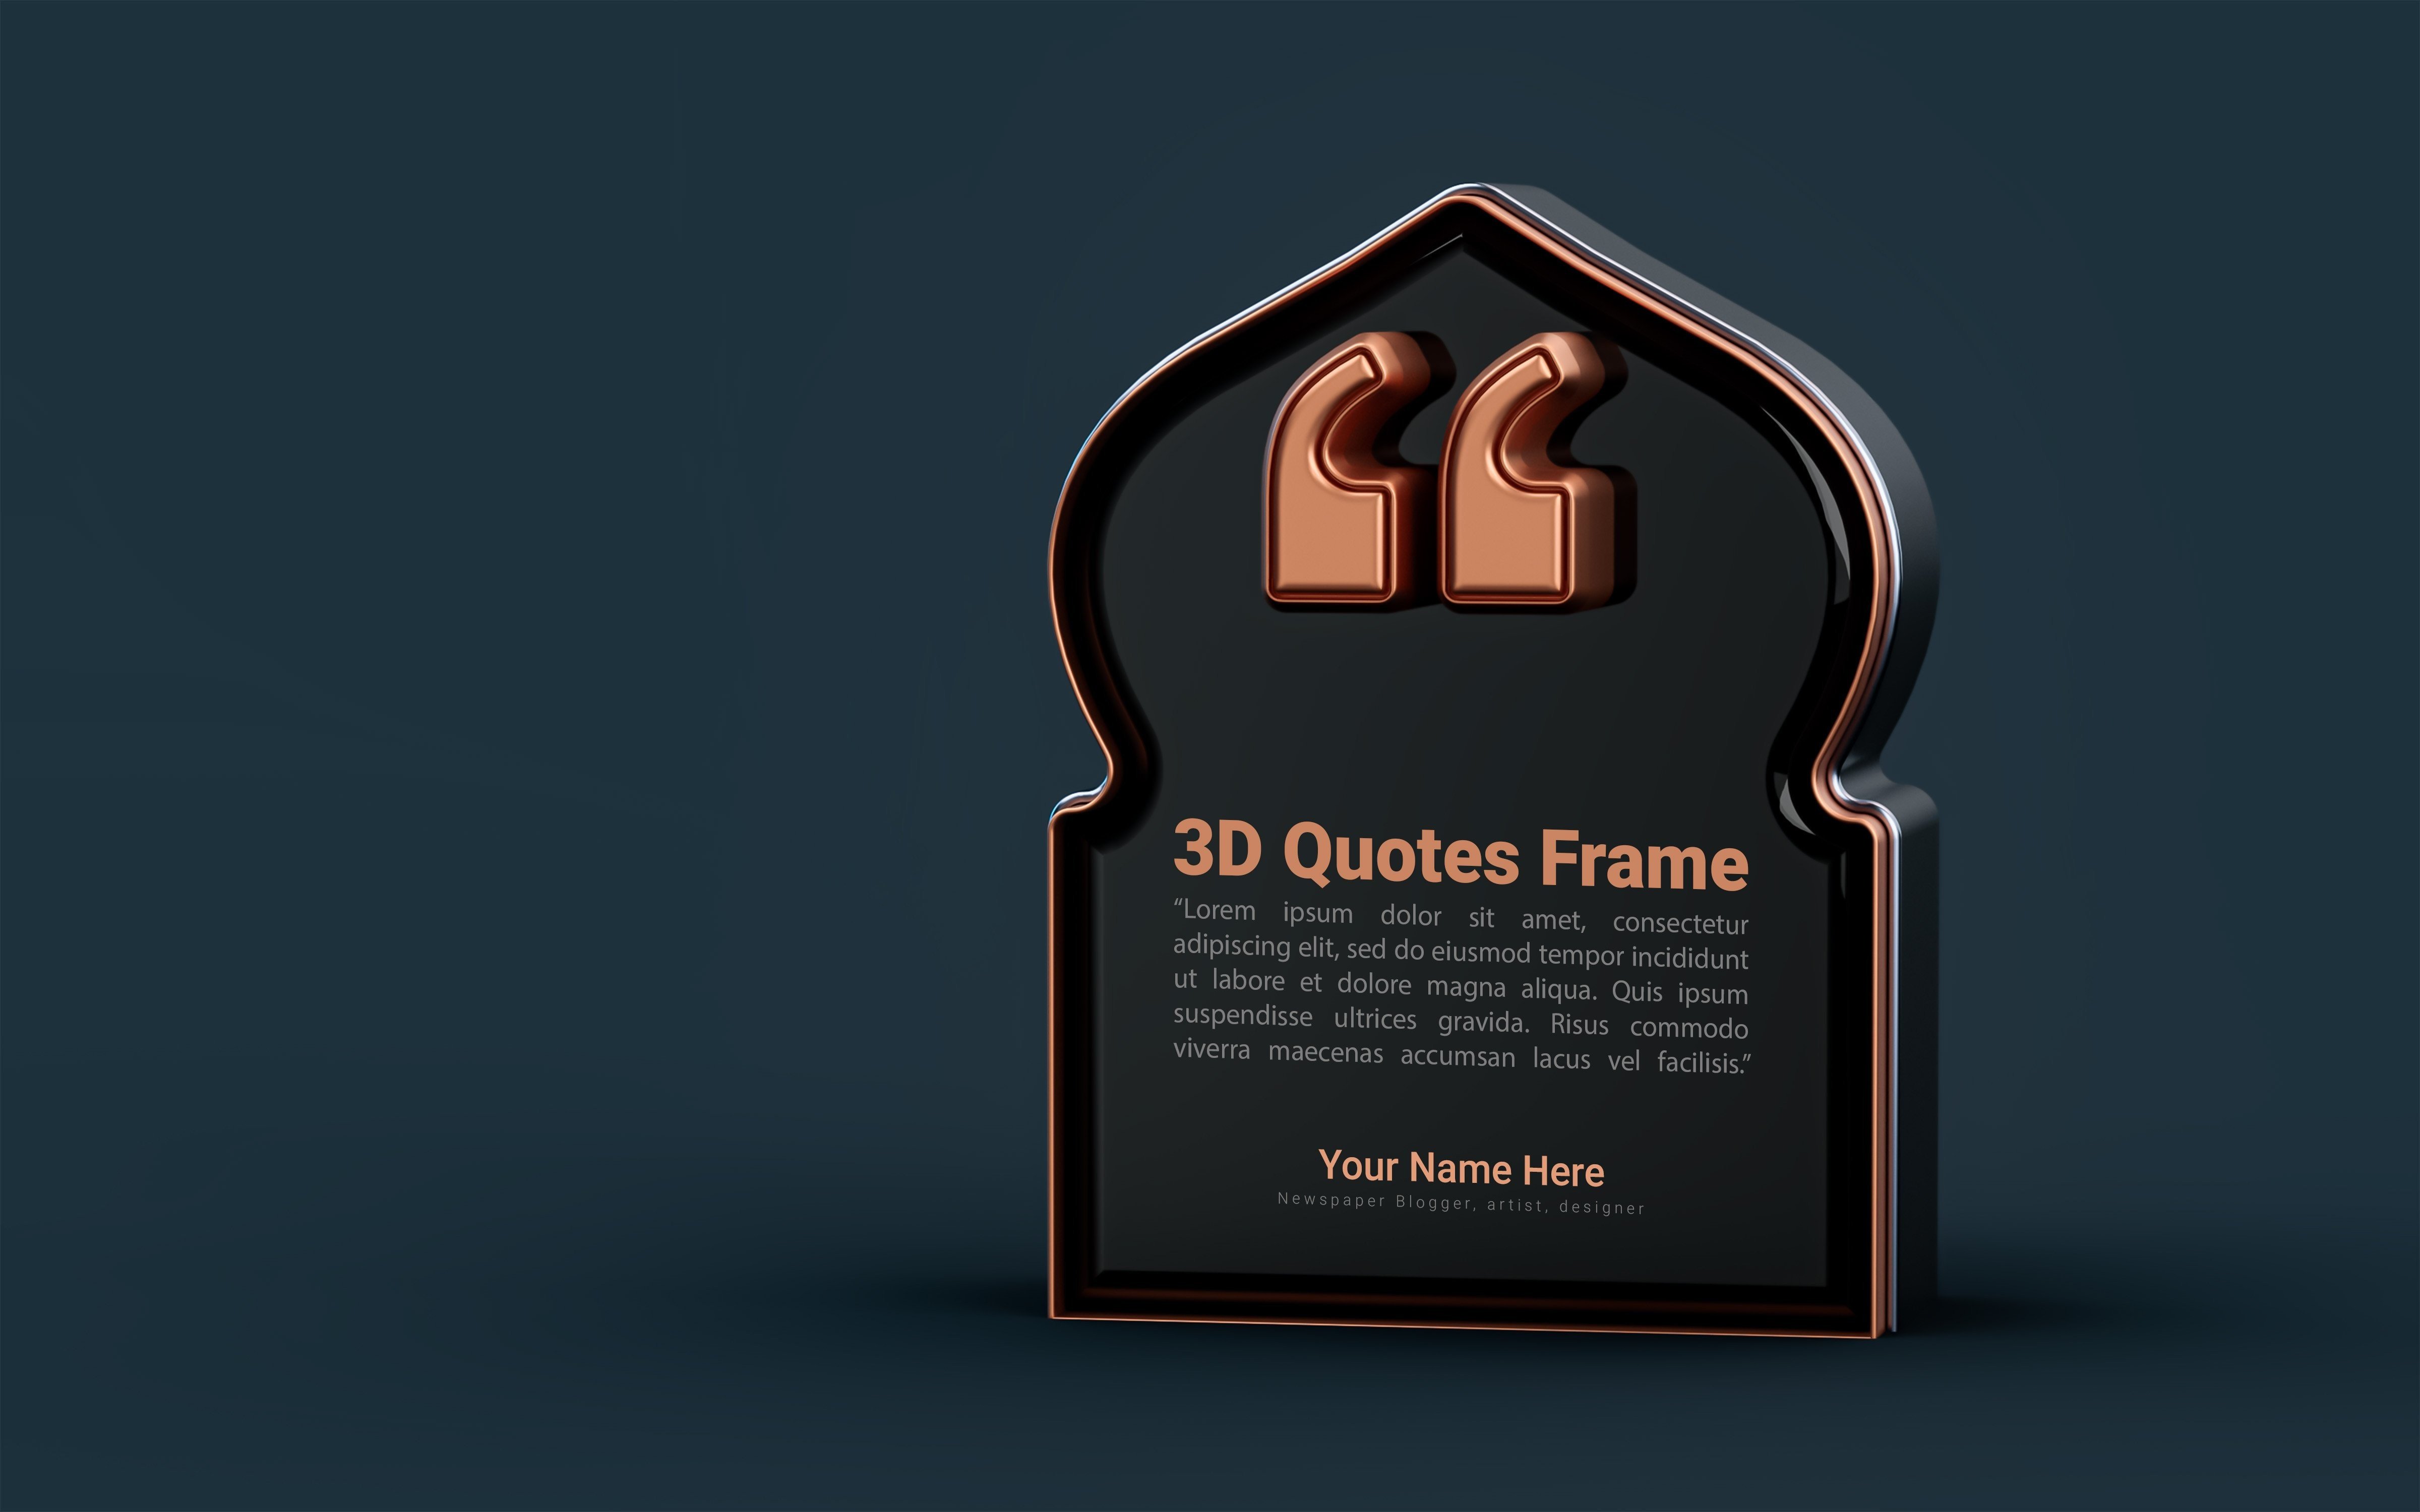 3D Quotes Frame
“Lorem ipsum dolor sit amet, consectetur
adipiscing elit, sed do eiusmod tempor incididunt
ut labore et dolore magna aliqua. Quis ipsum
suspendisse ultrices gravida. Risus commodo
viverra maecenas accumsan lacus vel facilisis.”
Your Name Here
Newspaper Blogger, artist, designer